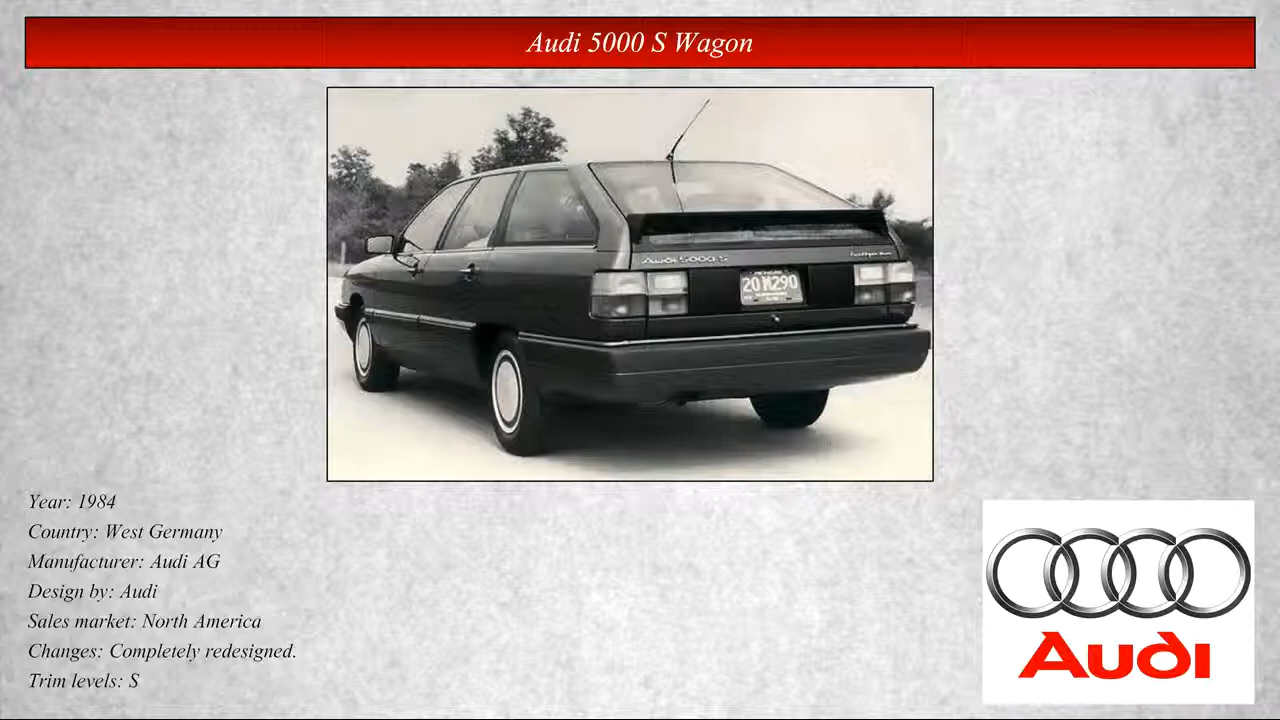 Audi 5000 S Wagon
Audi 5000 S
20 M290
Year: 1984
Country: West Germany
Manufacturer: Audi AG
Design by: Audi
Sales market: North America
Changes: Completely redesigned.
Trim levels: S
Audi